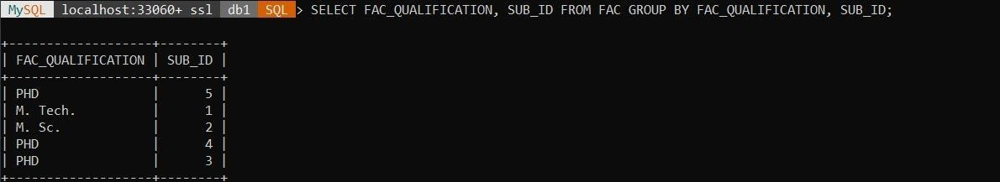 MySQL localhost:33060+ ssl db1 SQL > SELECT FAC_QUALIFICATION, SUB_ID FROM FAC GROUP BY FAC_QUALIFICATION, SUB_ID;
+-------------------+--------+
| FAC_QUALIFICATION | SUB_ID |
+-------------------+--------+
| PHD               |      5 |
| M. Tech.          |      1 |
| M. Sc.            |      2 |
| PHD               |      4 |
| PHD               |      3 |
+-------------------+--------+